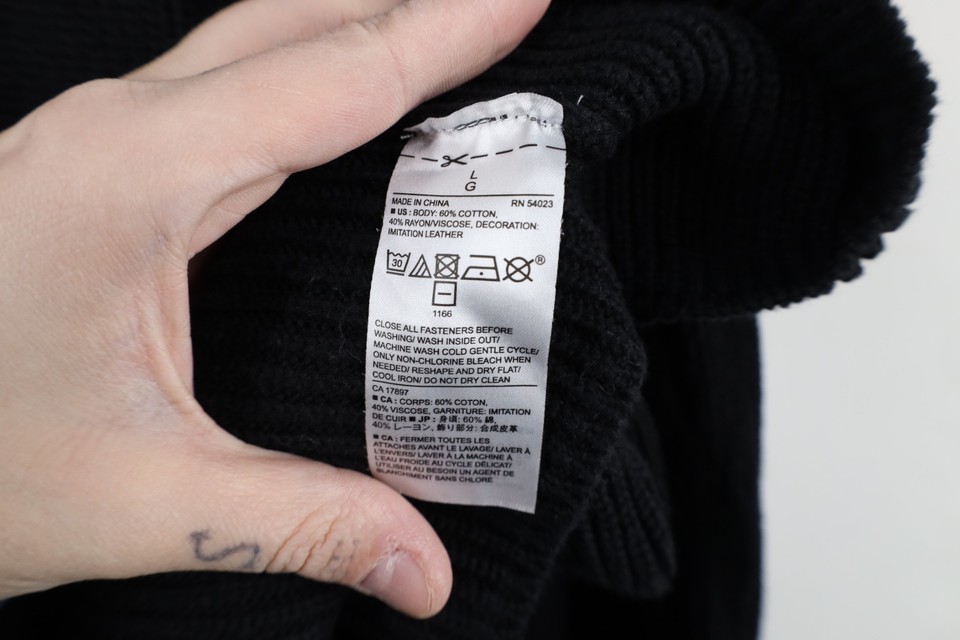 L
G
MADE IN CHINA RN 54023
■ US : BODY: 60% COTTON,
40% RAYON/VISCOSE, DECORATION:
IMITATION LEATHER
30 ®
1166
CLOSE ALL FASTENERS BEFORE
WASHING/ WASH INSIDE OUT/
MACHINE WASH COLD GENTLE CYCLE/
ONLY NON-CHLORINE BLEACH WHEN
NEEDED/ RESHAPE AND DRY FLAT/
COOL IRON/ DO NOT DRY CLEAN
CA 17897
■ CA : CORPS: 60% COTON,
40% VISCOSE, GARNITURE: IMITATION
DE CUIR ■ JP : 身頃: 60% 綿,
40% レーヨン, 飾り部分: 合成皮革
■ CA : FERMER TOUTES LES
ATTACHES AVANT LE LAVAGE/ LAVER À
L'ENVERS/ LAVER À LA MACHINE À
L'EAU FROIDE AU CYCLE DÉLICAT/
UTILISER AU BESOIN UN AGENT DE
BLANCHIMENT SANS CHLORE